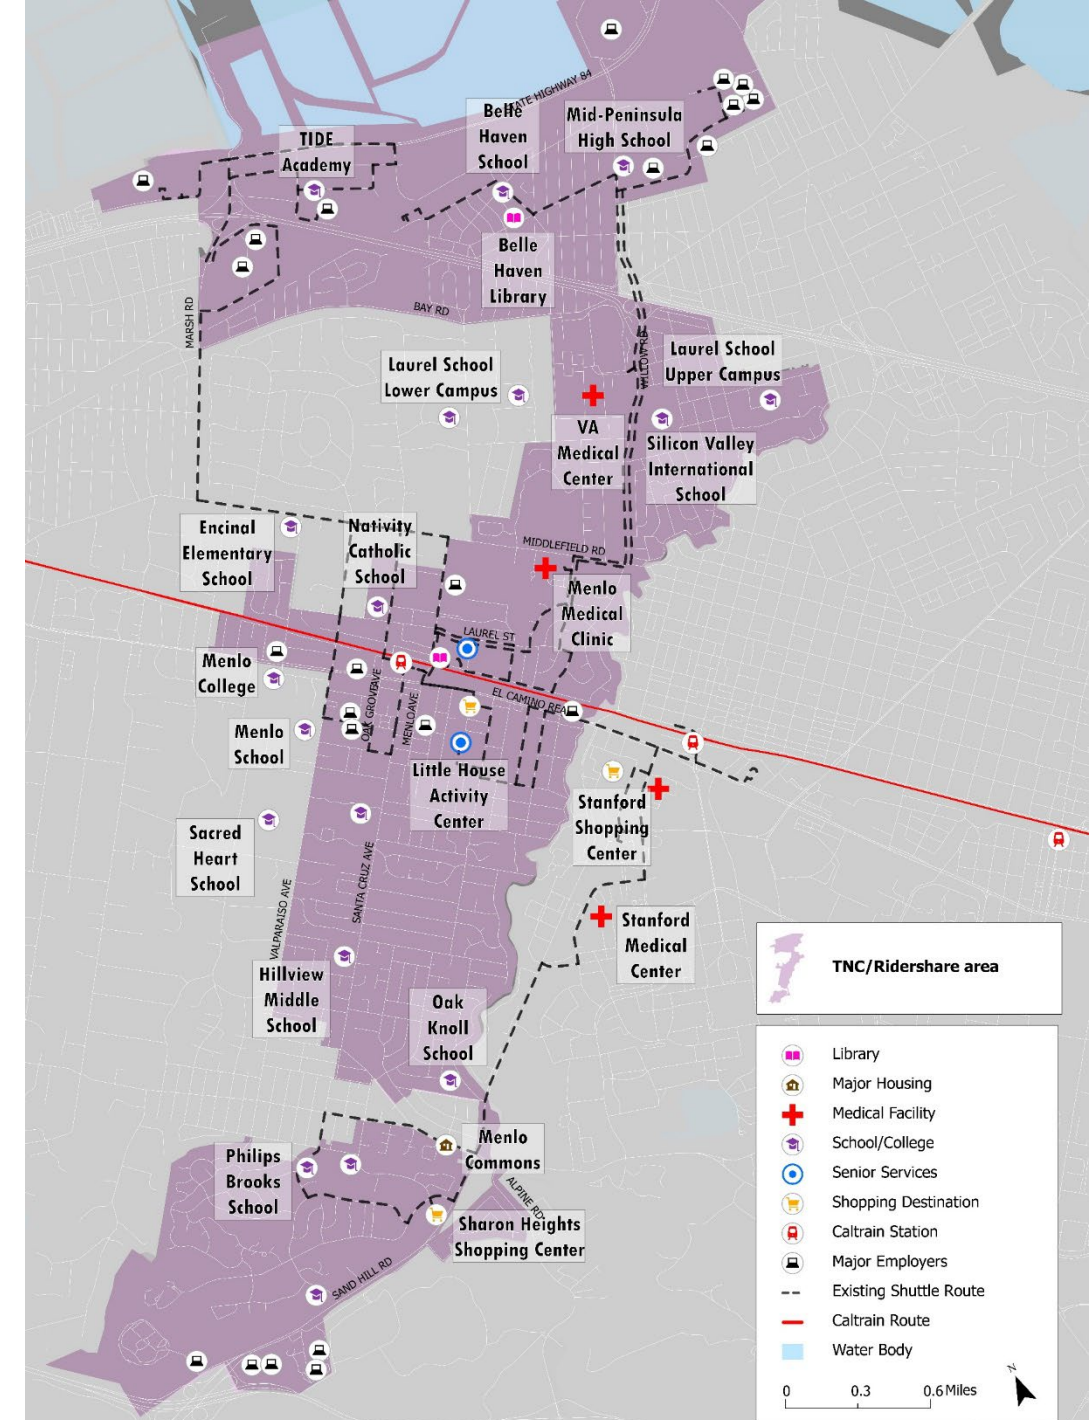 STATE HIGHWAY 84
Belle
Haven
School
Mid-Peninsula
High School
TIDE
Academy
Belle
Haven
Library
BAY RD
MARSH RD
WILLOW RD
Laurel School
Lower Campus
Laurel School
Upper Campus
VA
Medical
Center
Silicon Valley
International
School
Encinal
Elementary
School
Nativity
Catholic
School
MIDDLEFIELD RD
Menlo
Medical
Clinic
LAUREL ST
Menlo
College
EL CAMINO REAL
OAK GROVE AVE
MENLO AVE
Menlo
School
Little House
Activity
Center
Stanford
Shopping
Center
Sacred
Heart
School
SANTA CRUZ AVE
VALPARAISO AVE
Stanford
Medical
Center
Hillview
Middle
School
Oak
Knoll
School
Menlo
Commons
Philips
Brooks
School
ALPINE RD
Sharon Heights
Shopping Center
SAND HILL RD
TNC/Ridershare area
Library
Major Housing
Medical Facility
School/College
Senior Services
Shopping Destination
Caltrain Station
Major Employers
Existing Shuttle Route
Caltrain Route
Water Body
N
0 0.3 0.6 Miles